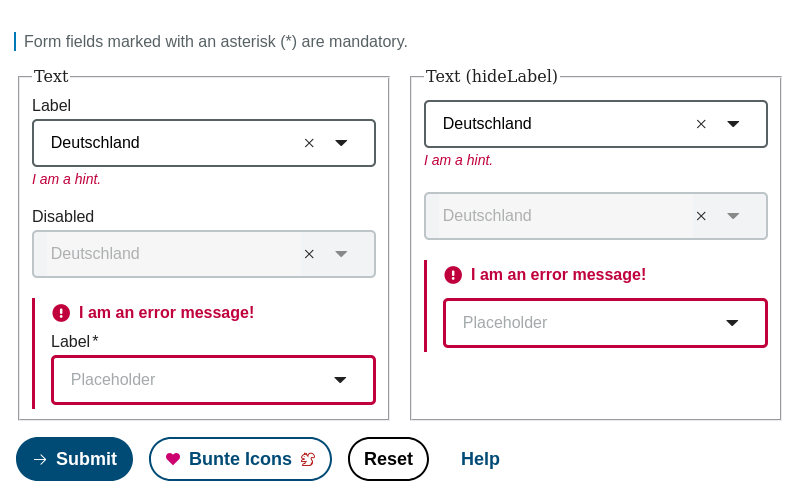 Form fields marked with an asterisk (*) are mandatory.
Text
Label
Deutschland
I am a hint.
Disabled
Deutschland
I am an error message!
Label*
Placeholder
Text (hideLabel)
Deutschland
I am a hint.
Deutschland
I am an error message!
Placeholder
Submit
Bunte Icons
Reset
Help